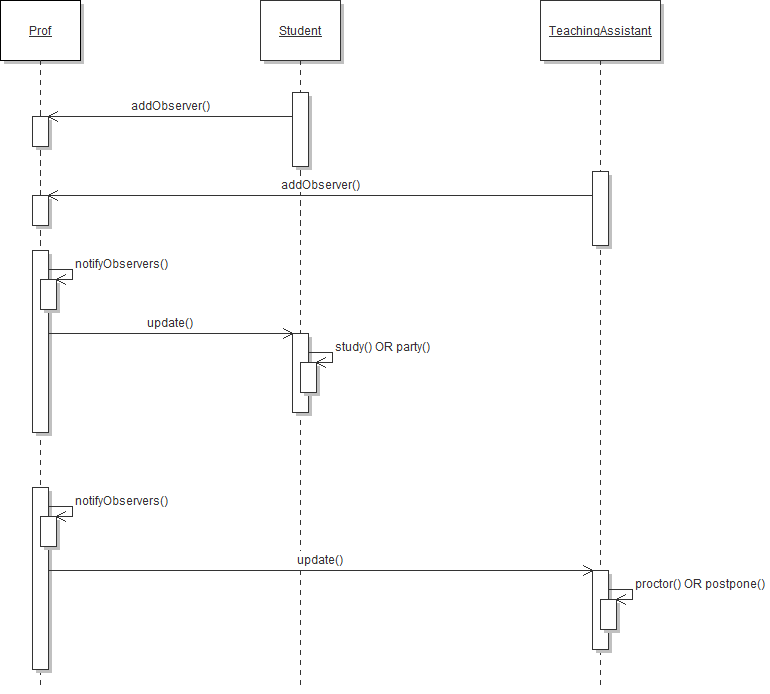 Prof
Student
TeachingAssistant
addObserver()
addObserver()
notifyObservers()
update()
study() OR party()
notifyObservers()
update()
proctor() OR postpone()